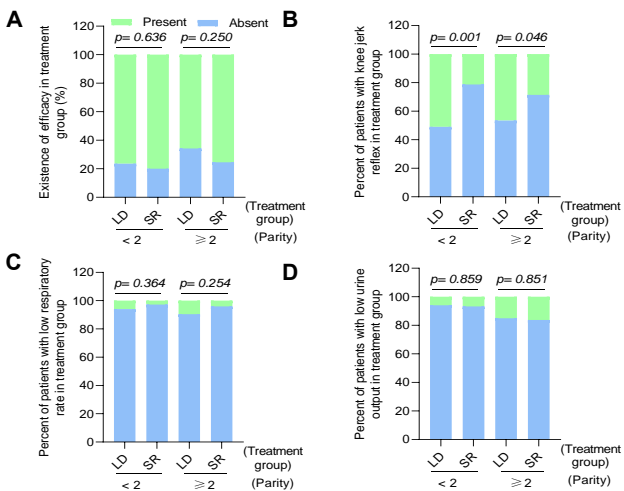 A
Present
Absent
p= 0.636
p= 0.250
Existence of efficacy in treatment
group (%)
120
100
80
60
40
20
0
LD
SR
LD
SR
(Treatment
group)
< 2
⩾ 2
(Parity)
B
p= 0.001
p= 0.046
Percent of patients with knee jerk
reflex in treatment group
120
100
80
60
40
20
0
LD
SR
LD
SR
(Treatment
group)
< 2
⩾ 2
(Parity)
C
p= 0.364
p= 0.254
Percent of patients with low respiratory
rate in treatment group
120
100
80
60
40
20
0
LD
SR
LD
SR
(Treatment
group)
< 2
⩾ 2
(Parity)
D
p= 0.859
p= 0.851
Percent of patients with low urine
output in treatment group
120
100
80
60
40
20
0
LD
SR
LD
SR
(Treatment
group)
< 2
⩾ 2
(Parity)